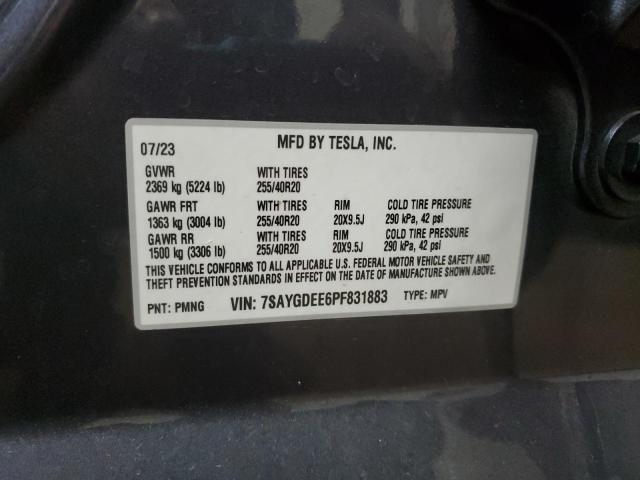 07/23 MFD BY TESLA, INC.
GVWR WITH TIRES
2369 kg (5224 lb) 255/40R20
GAWR FRT WITH TIRES RIM COLD TIRE PRESSURE
1363 kg (3004 lb) 255/40R20 20X9.5J 290 kPa, 42 psi
GAWR RR WITH TIRES RIM COLD TIRE PRESSURE
1500 kg (3306 lb) 255/40R20 20X9.5J 290 kPa, 42 psi
THIS VEHICLE CONFORMS TO ALL APPLICABLE U.S. FEDERAL MOTOR VEHICLE SAFETY AND
THEFT PREVENTION STANDARDS IN EFFECT ON THE DATE OF MANUFACTURE SHOWN ABOVE.
PNT: PMNG VIN: 7SAYGDEE6PF831883 TYPE: MPV